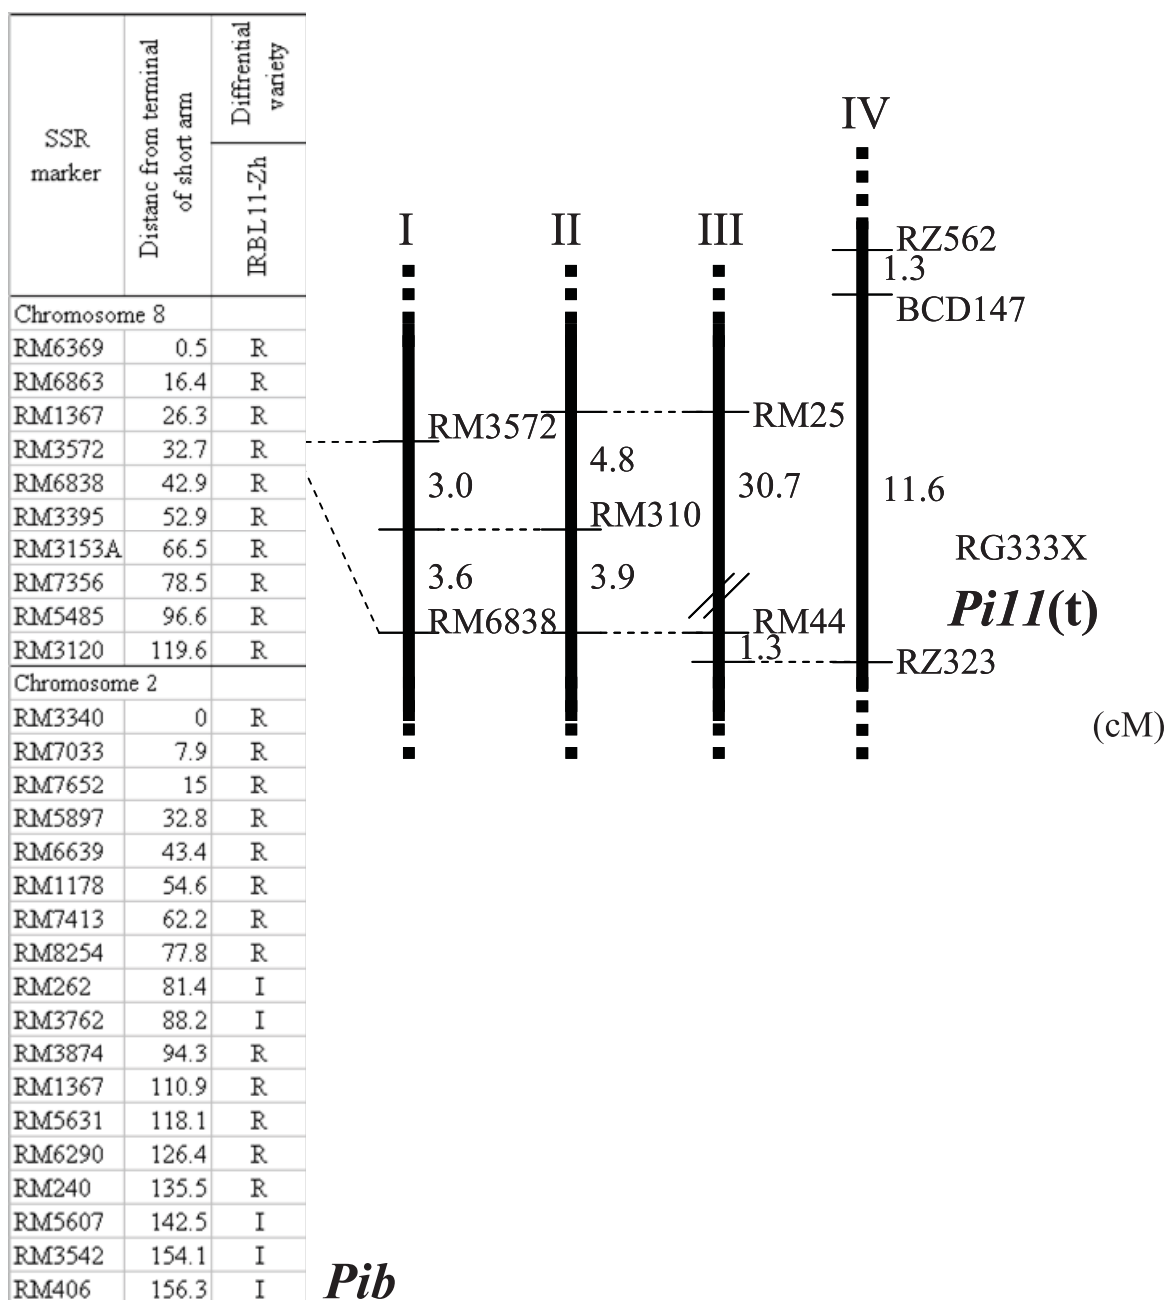 SSR marker
Distanc from terminal of short arm
Diffrential variety
IRBL11-Zh
Chromosome 8
RM6369 0.5 R
RM6863 16.4 R
RM1367 26.3 R
RM3572 32.7 R
RM6838 42.9 R
RM3395 52.9 R
RM3153A 66.5 R
RM7356 78.5 R
RM5485 96.6 R
RM3120 119.6 R
Chromosome 2
RM3340 0 R
RM7033 7.9 R
RM7652 15 R
RM5897 32.8 R
RM6639 43.4 R
RM1178 54.6 R
RM7413 62.2 R
RM8254 77.8 R
RM262 81.4 I
RM3762 88.2 I
RM3874 94.3 R
RM1367 110.9 R
RM5631 118.1 R
RM6290 126.4 R
RM240 135.5 R
RM5607 142.5 I
RM3542 154.1 I
RM406 156.3 I
Pib
I
RM3572
3.0
3.6
RM6838
II
4.8
RM310
3.9
III
RM25
30.7
RM44
1.3
IV
RZ562
1.3
BCD147
11.6
RG333X
Pi11(t)
RZ323
(cM)